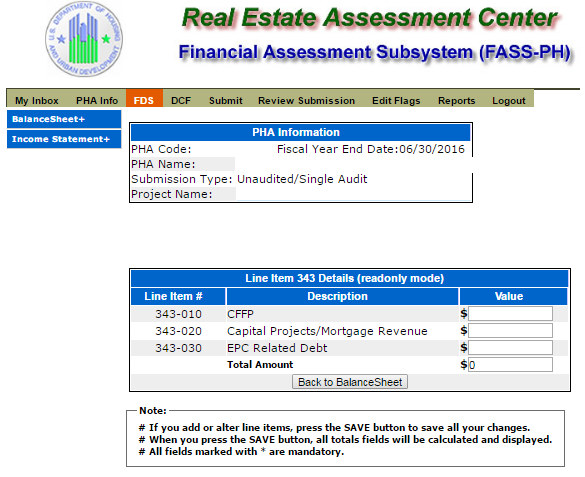 U.S. DEPARTMENT OF HOUSING AND URBAN DEVELOPMENT
Real Estate Assessment Center
Financial Assessment Subsystem (FASS-PH)
My Inbox PHA Info FDS DCF Submit Review Submission Edit Flags Reports Logout
BalanceSheet+
Income Statement+
PHA Information
PHA Code: Fiscal Year End Date:06/30/2016
PHA Name:
Submission Type: Unaudited/Single Audit
Project Name:
Line Item 343 Details (readonly mode)
Line Item # Description Value
343-010 CFFP $
343-020 Capital Projects/Mortgage Revenue $
343-030 EPC Related Debt $
Total Amount $0
Back to BalanceSheet
Note:
# If you add or alter line items, press the SAVE button to save all your changes.
# When you press the SAVE button, all totals fields will be calculated and displayed.
# All fields marked with * are mandatory.